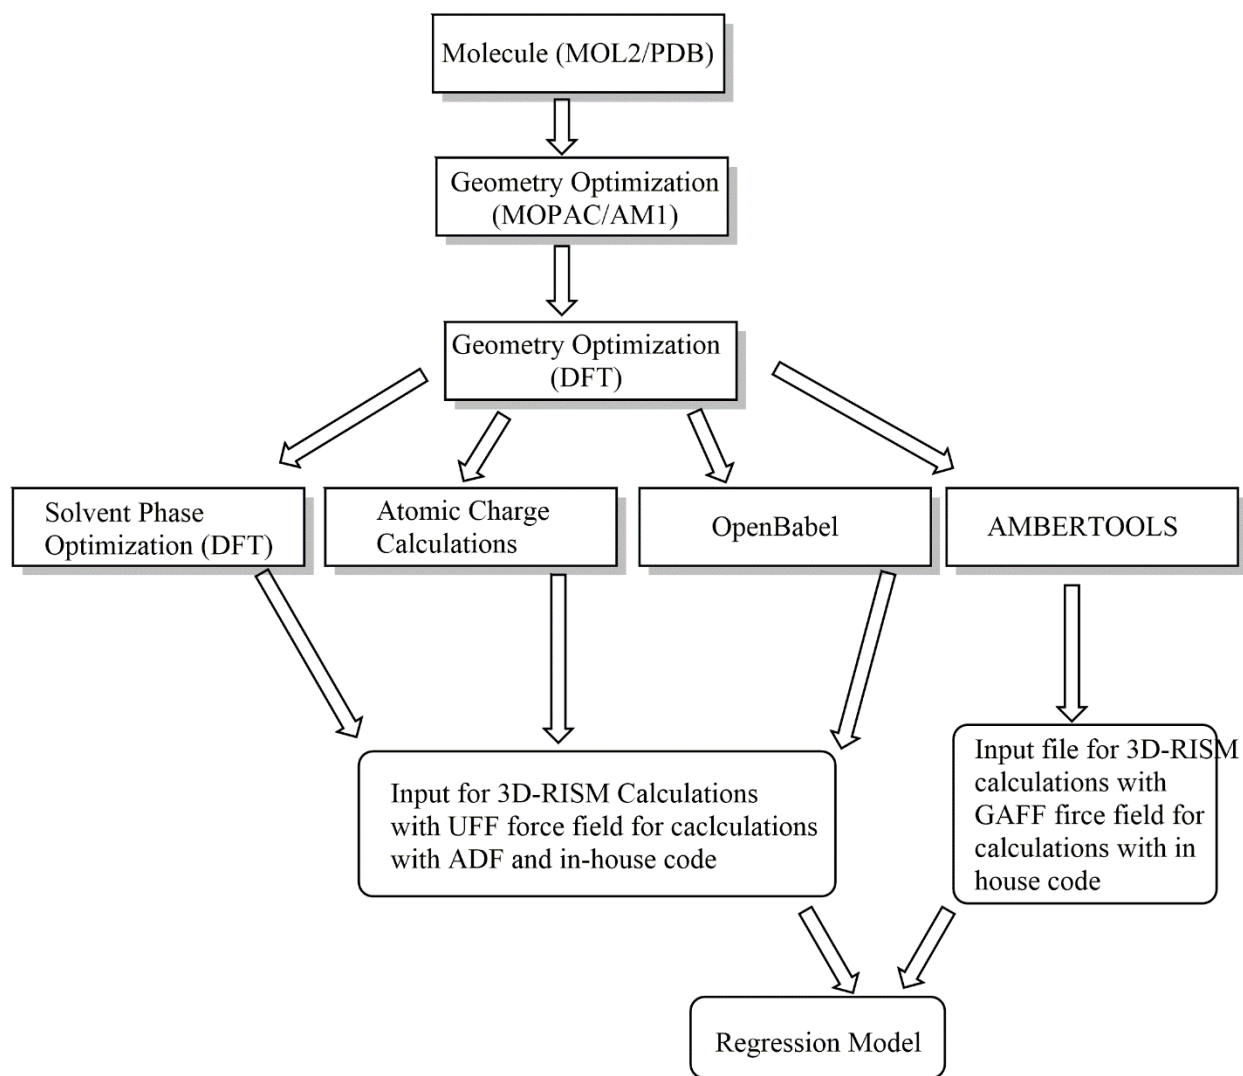 Molecule (MOL2/PDB)
Geometry Optimization
(MOPAC/AM1)
Geometry Optimization
(DFT)
Solvent Phase
Optimization (DFT)
Atomic Charge
Calculations
OpenBabel
AMBERTOOLS
Input for 3D-RISM Calculations
with UFF force field for caclculations
with ADF and in-house code
Input file for 3D-RISM
calculations with
GAFF firce field for
calculations with in
house code
Regression Model